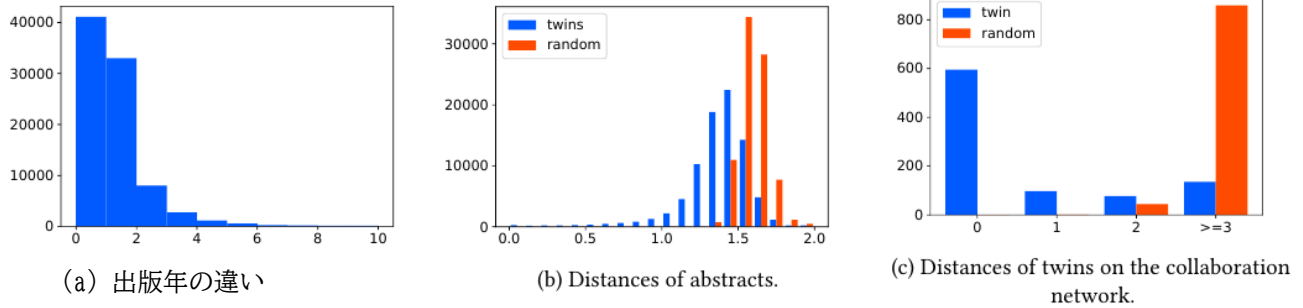 40000
30000
20000
10000
0
0 2 4 6 8 10
(a) 出版年の違い
twins
random
30000
20000
10000
0
0.0 0.5 1.0 1.5 2.0
(b) Distances of abstracts.
twin
random
800
600
400
200
0
0 1 2 >=3
(c) Distances of twins on the collaboration
network.